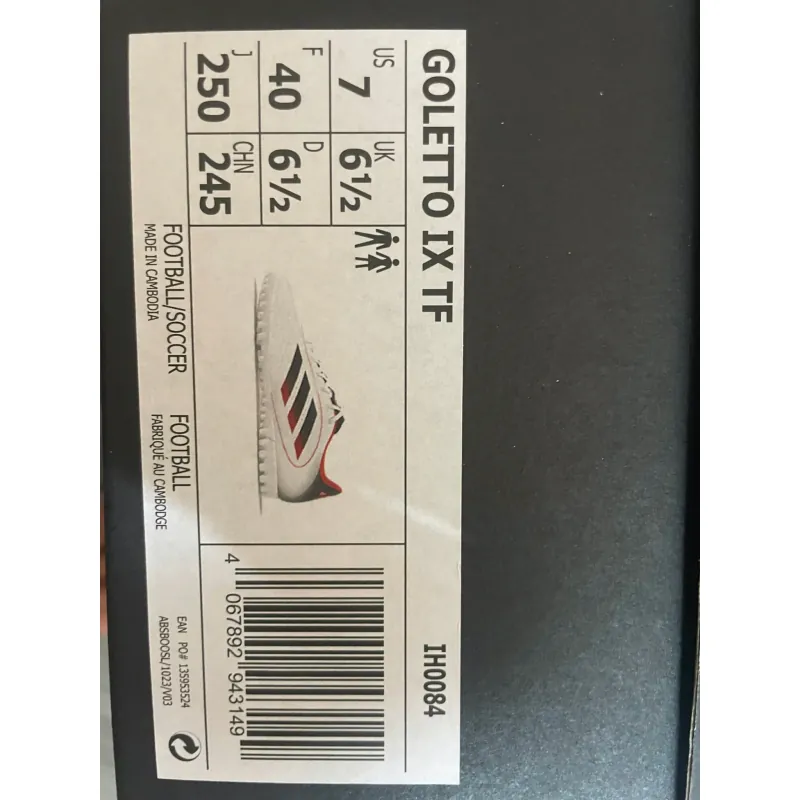 GOLETTO IX TF
IH0084
US
7
UK
6½
F
40
D
6½
J
250
CHN
245
4 067892 943149
FOOTBALL/SOCCER
MADE IN CAMBODIA
FOOTBALL
FABRIQUÉ AU CAMBODGE
EAN PO# 135953524
ABSBOOSL/1023/V03